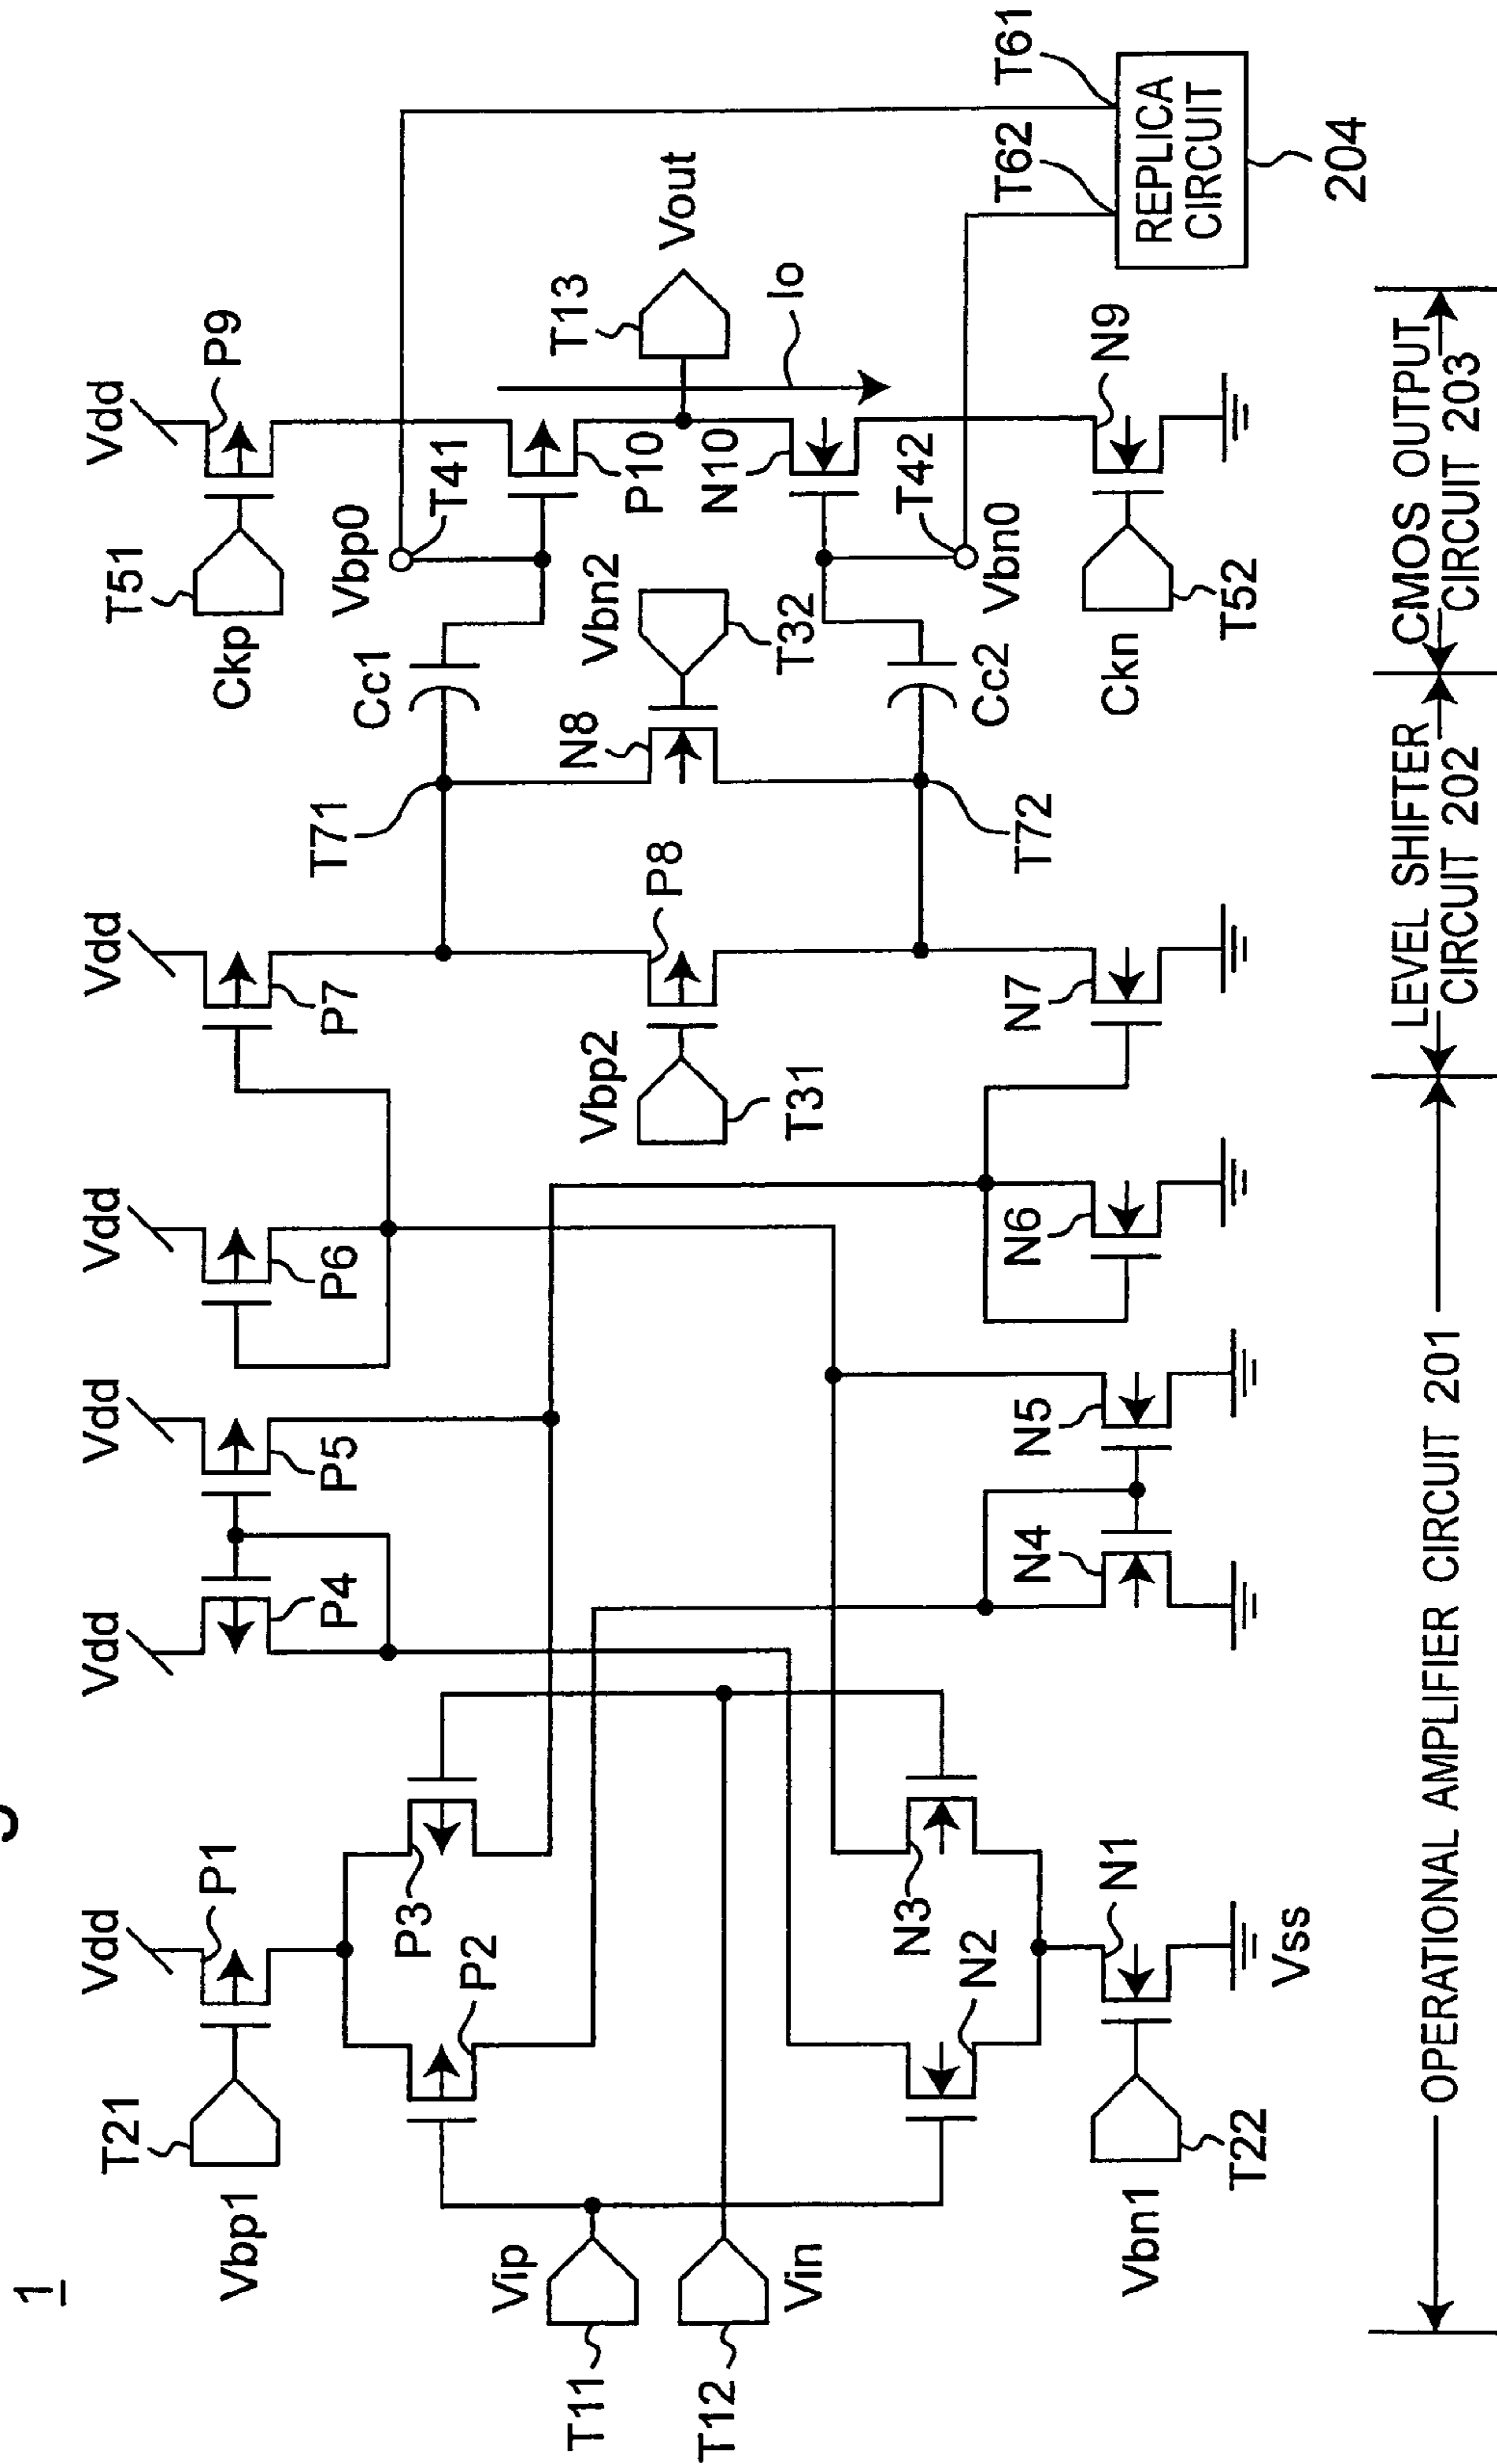 1
Vdd
Vdd
Vdd
Vdd
Vdd
Vdd
T21
P1
P4
P5
P6
P7
T51
P9
Vbp1
Ckp
Vbp0
T41
T71
Cc1
P3
P2
P10
T13
Vout
Vip
T11
Vbp2
T31
P8
N8
Vbn2
T32
Io
T12
Vin
N10
T42
T61
T62
N3
N2
T72
Cc2
Vbn0
REPLICA
CIRCUIT
204
Vbn1
T22
N1
N4
N5
N6
N7
Ckn
T52
N9
Vss
OPERATIONAL AMPLIFIER CIRCUIT 201
LEVEL SHIFTER
CIRCUIT 202
CMOS OUTPUT
CIRCUIT 203